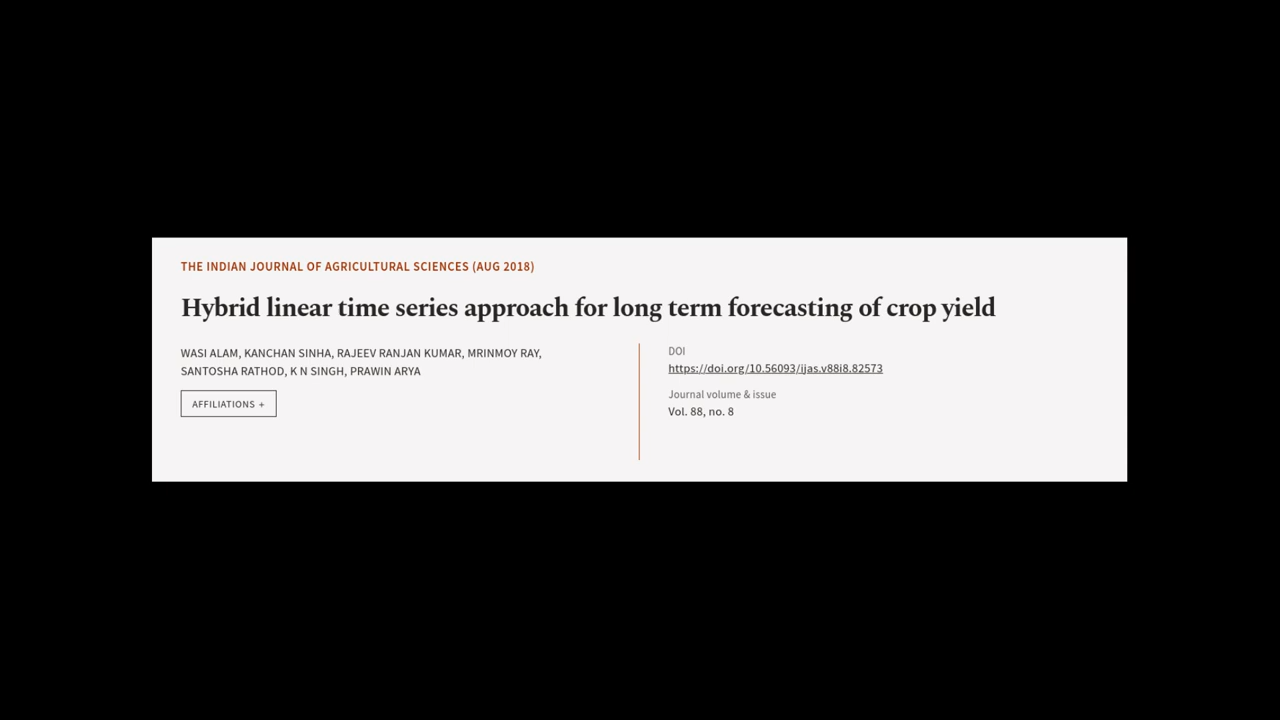 THE INDIAN JOURNAL OF AGRICULTURAL SCIENCES (AUG 2018)
Hybrid linear time series approach for long term forecasting of crop yield
WASI ALAM, KANCHAN SINHA, RAJEEV RANJAN KUMAR, MRINMOY RAY,
SANTOSHA RATHOD, K N SINGH, PRAWIN ARYA
AFFILIATIONS +
DOI
https://doi.org/10.56093/ijas.v88i8.82573
Journal volume & issue
Vol. 88, no. 8